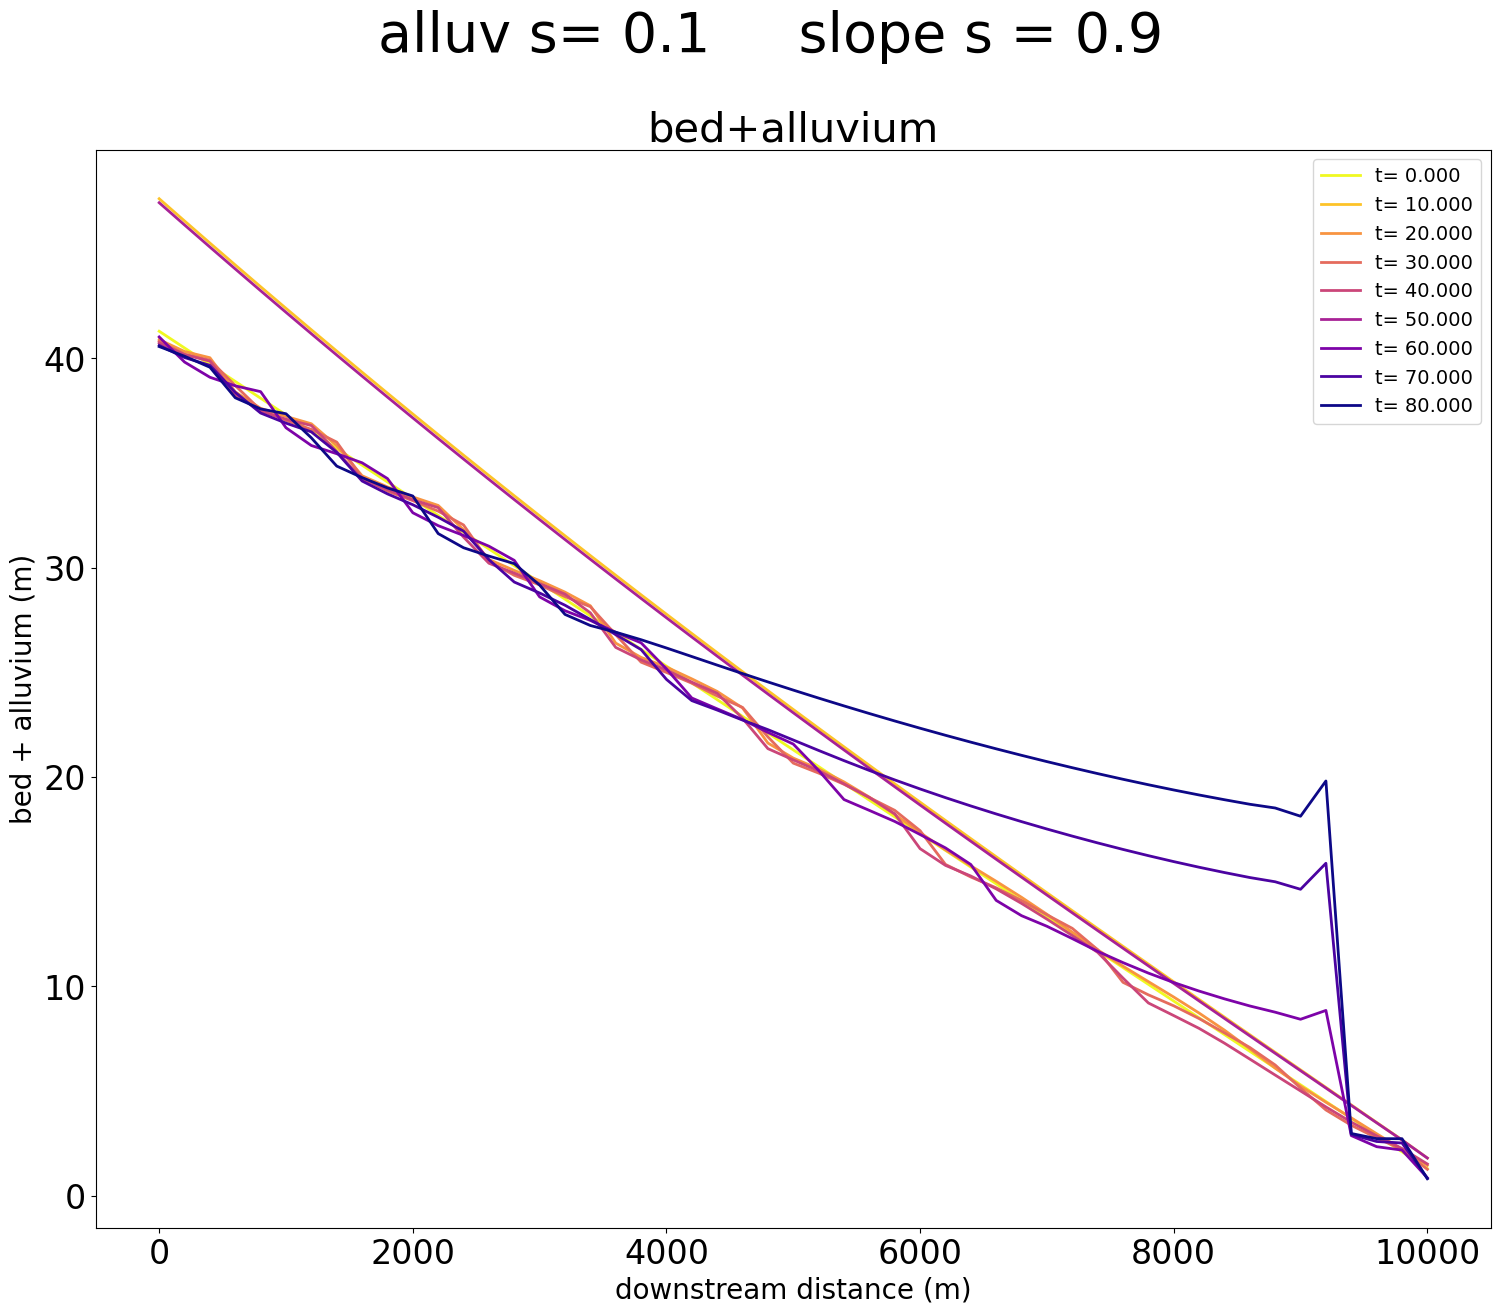 alluv s= 0.1     slope s = 0.9
bed+alluvium
t= 0.000
t= 10.000
t= 20.000
t= 30.000
t= 40.000
t= 50.000
t= 60.000
t= 70.000
t= 80.000
bed + alluvium (m)
40
30
20
10
0
0 2000 4000 6000 8000 10000
downstream distance (m)